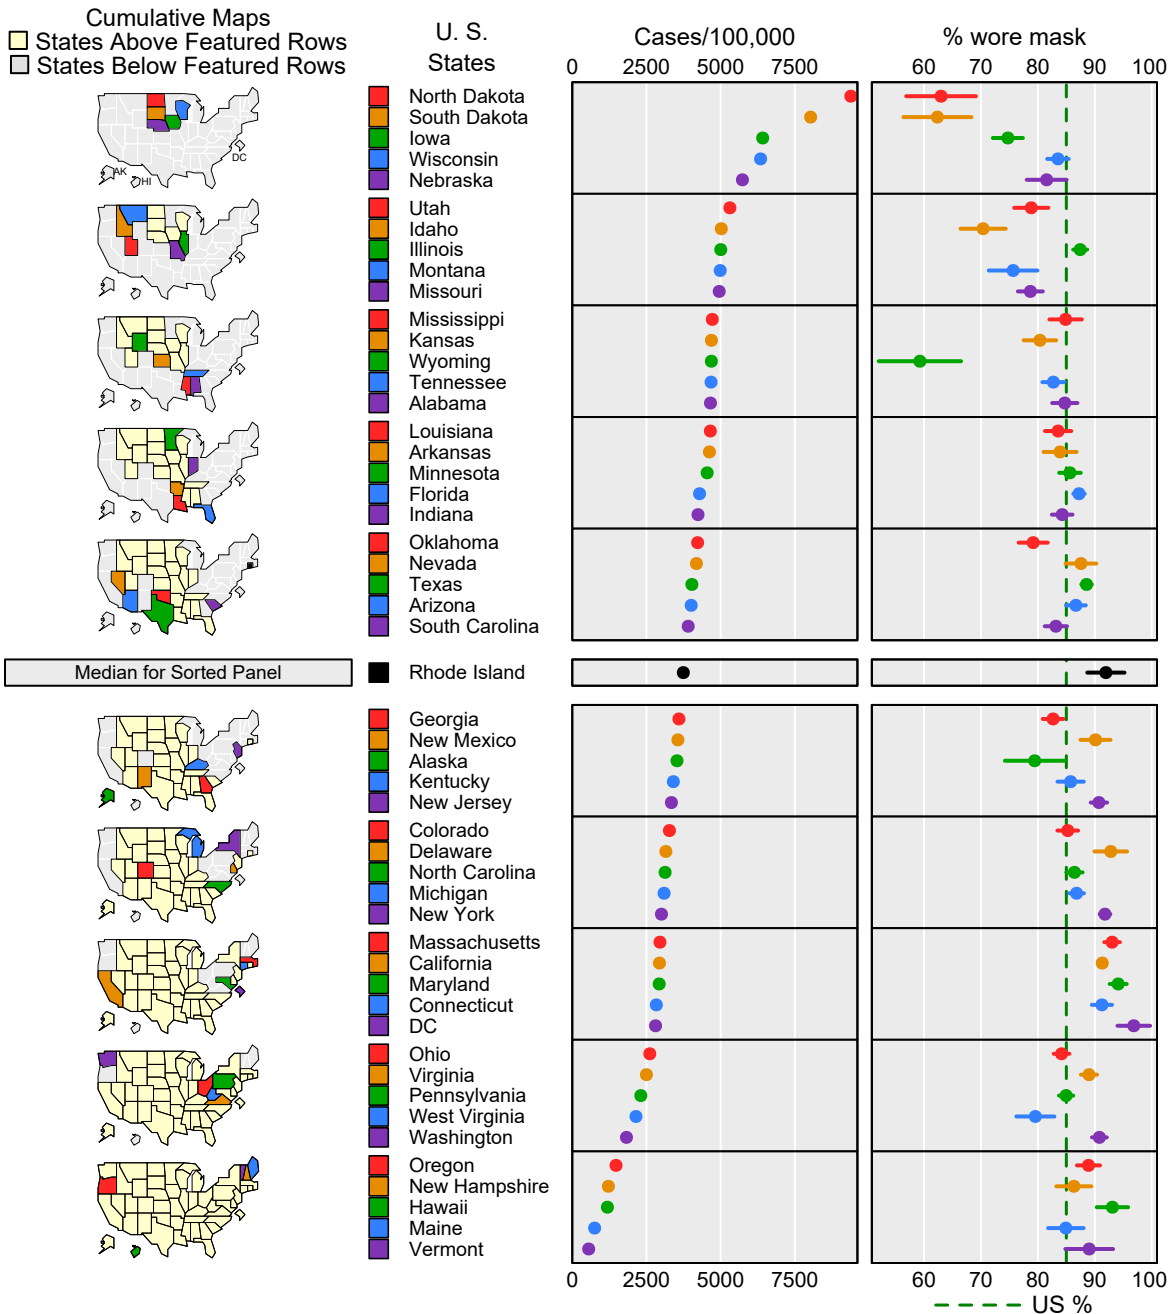 Cumulative Maps
States Above Featured Rows
States Below Featured Rows
U. S.
States
Cases/100,000
% wore mask
0 2500 5000 7500
60 70 80 90 100
North Dakota
South Dakota
Iowa
Wisconsin
Nebraska
AK
HI
DC
Utah
Idaho
Illinois
Montana
Missouri
Mississippi
Kansas
Wyoming
Tennessee
Alabama
Louisiana
Arkansas
Minnesota
Florida
Indiana
Oklahoma
Nevada
Texas
Arizona
South Carolina
Median for Sorted Panel
Rhode Island
Georgia
New Mexico
Alaska
Kentucky
New Jersey
Colorado
Delaware
North Carolina
Michigan
New York
Massachusetts
California
Maryland
Connecticut
DC
Ohio
Virginia
Pennsylvania
West Virginia
Washington
Oregon
New Hampshire
Hawaii
Maine
Vermont
0 2500 5000 7500
60 70 80 90 100
US %